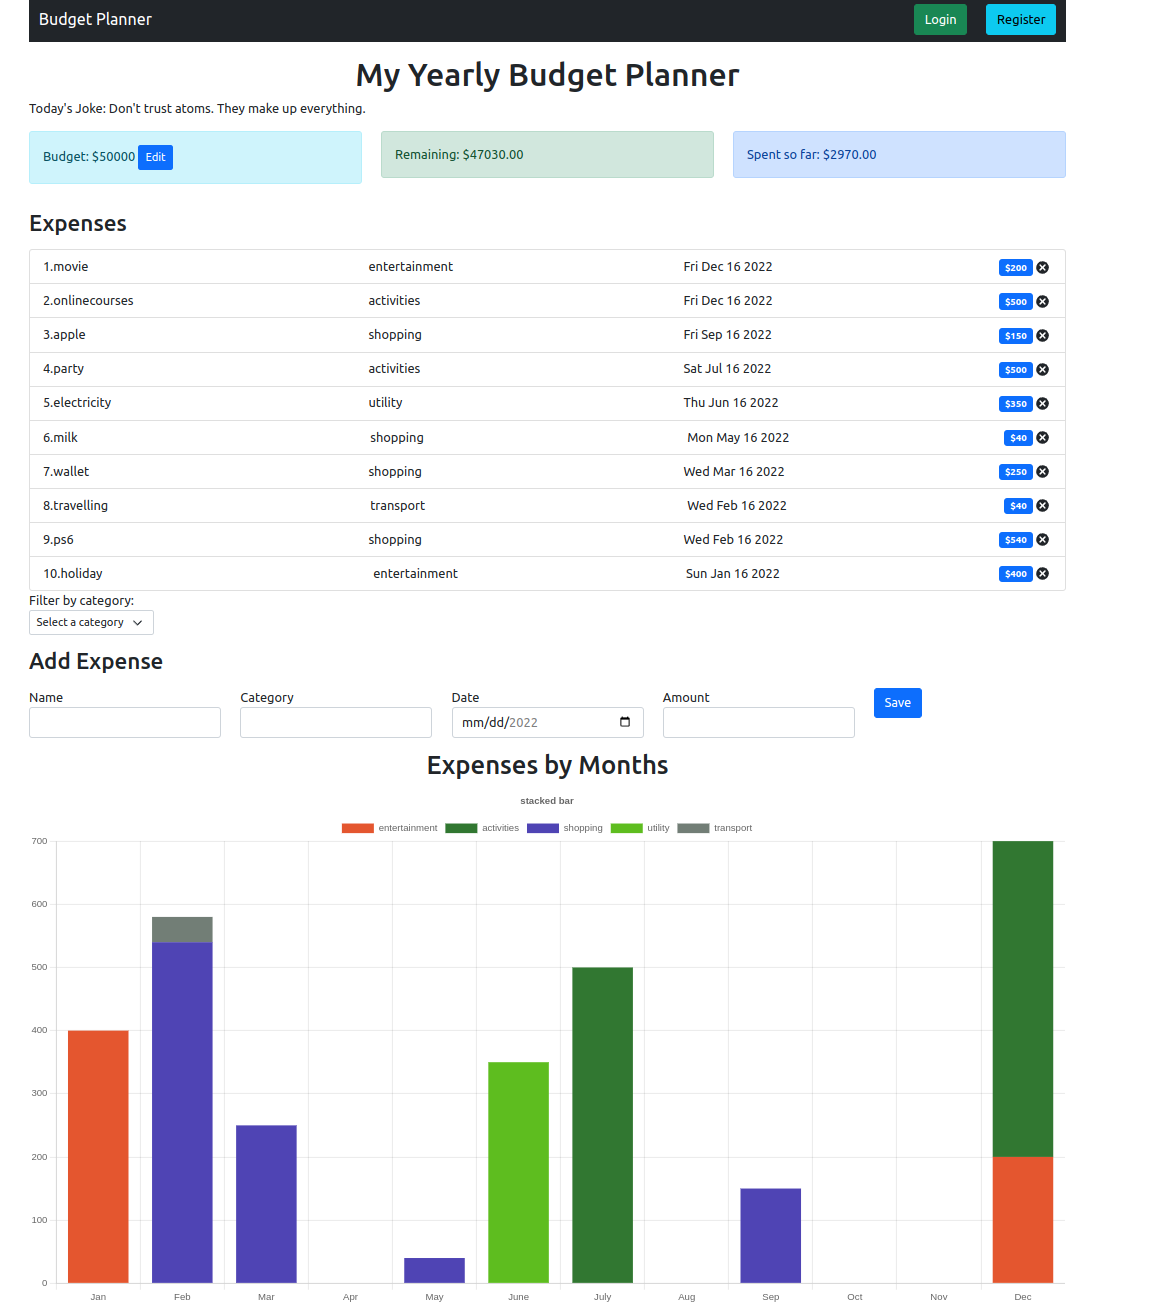 Budget Planner Login Register
My Yearly Budget Planner
Today's Joke: Don't trust atoms. They make up everything.
Budget: $50000 Edit Remaining: $47030.00 Spent so far: $2970.00
Expenses
1.movie entertainment Fri Dec 16 2022 $200
2.onlinecourses activities Fri Dec 16 2022 $500
3.apple shopping Fri Sep 16 2022 $150
4.party activities Sat Jul 16 2022 $500
5.electricity utility Thu Jun 16 2022 $350
6.milk shopping Mon May 16 2022 $40
7.wallet shopping Wed Mar 16 2022 $250
8.travelling transport Wed Feb 16 2022 $40
9.ps6 shopping Wed Feb 16 2022 $540
10.holiday entertainment Sun Jan 16 2022 $400
Filter by category:
Select a category
Add Expense
Name Category Date Amount Save
mm/dd/2022
Expenses by Months
stacked bar
entertainment activities shopping utility transport
700
600
500
400
300
200
100
0
Jan Feb Mar Apr May June July Aug Sep Oct Nov Dec